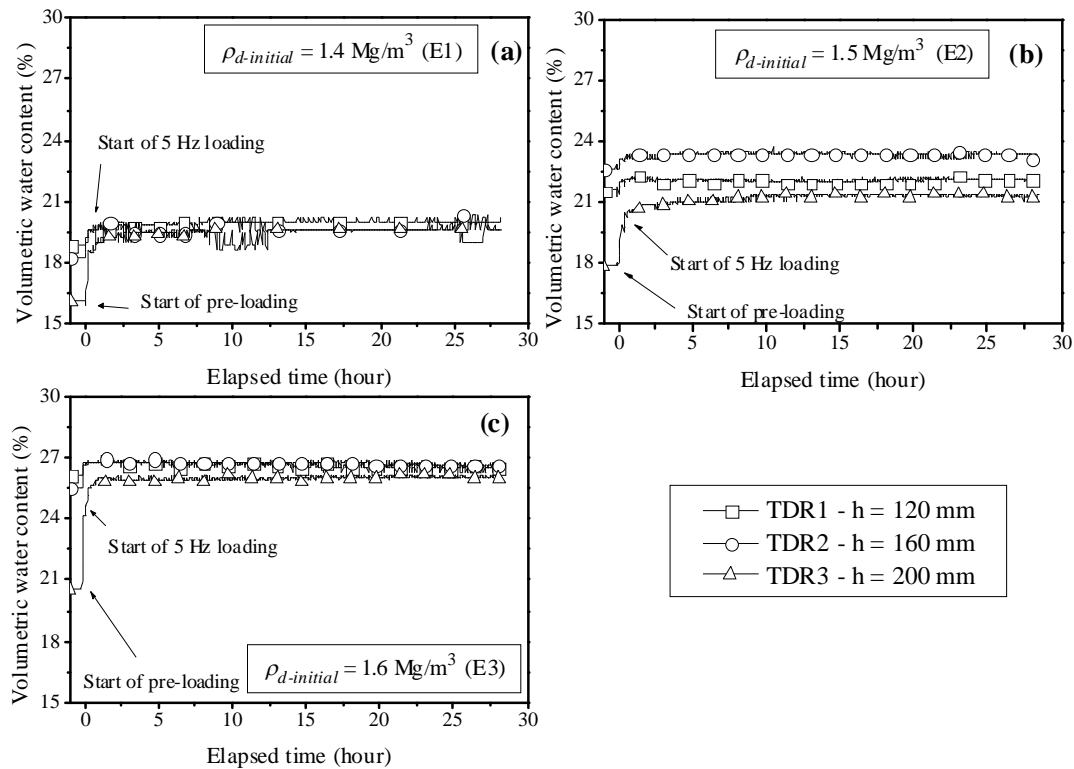 30
27
24
21
18
15
Volumetric water content (%)
ρd-initial = 1.4 Mg/m³ (E1)
(a)
Start of 5 Hz loading
Start of pre-loading
0 5 10 15 20 25 30
Elapsed time (hour)
30
27
24
21
18
15
Volumetric water content (%)
ρd-initial = 1.5 Mg/m³ (E2)
(b)
Start of 5 Hz loading
Start of pre-loading
0 5 10 15 20 25 30
Elapsed time (hour)
30
27
24
21
18
15
Volumetric water content (%)
(c)
Start of 5 Hz loading
Start of pre-loading
ρd-initial = 1.6 Mg/m³ (E3)
0 5 10 15 20 25 30
Elapsed time (hour)
TDR1 - h = 120 mm
TDR2 - h = 160 mm
TDR3 - h = 200 mm